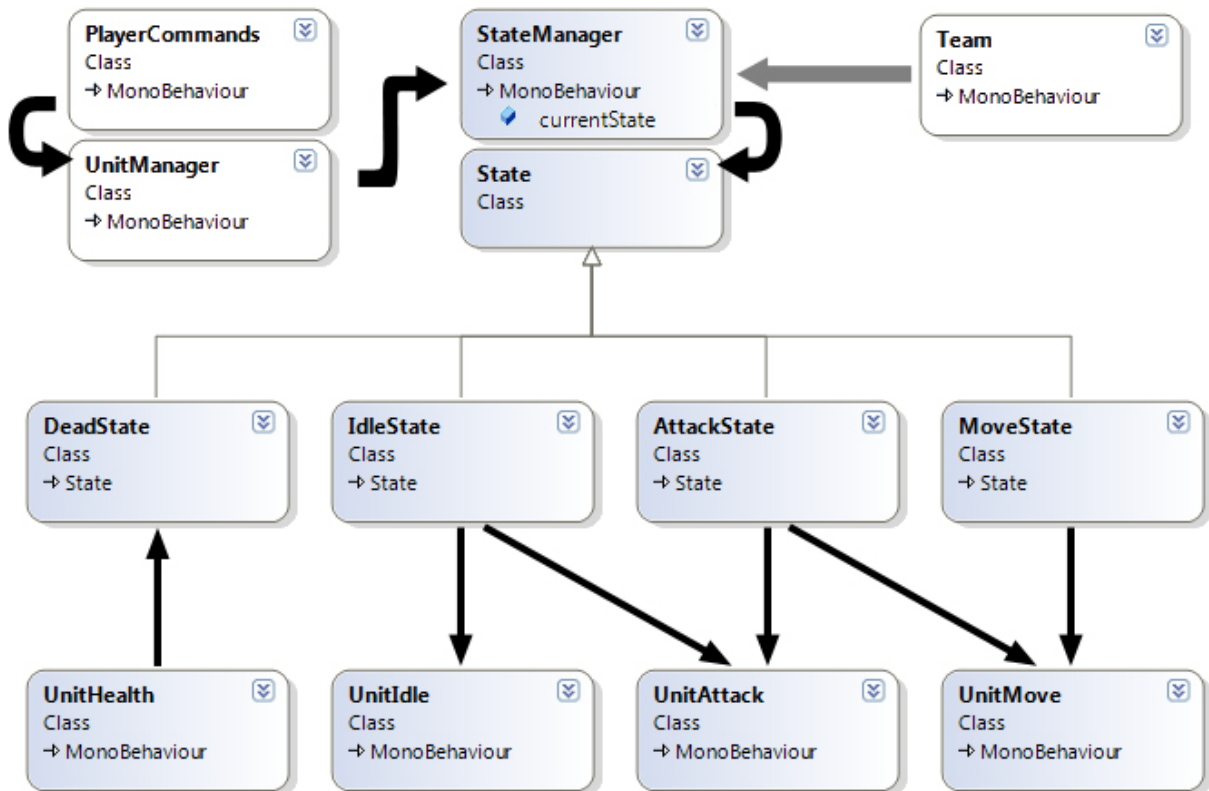 PlayerCommands
Class
MonoBehaviour
UnitManager
Class
MonoBehaviour
StateManager
Class
MonoBehaviour
currentState
State
Class
Team
Class
MonoBehaviour
DeadState
Class
State
IdleState
Class
State
AttackState
Class
State
MoveState
Class
State
UnitHealth
Class
MonoBehaviour
UnitIdle
Class
MonoBehaviour
UnitAttack
Class
MonoBehaviour
UnitMove
Class
MonoBehaviour